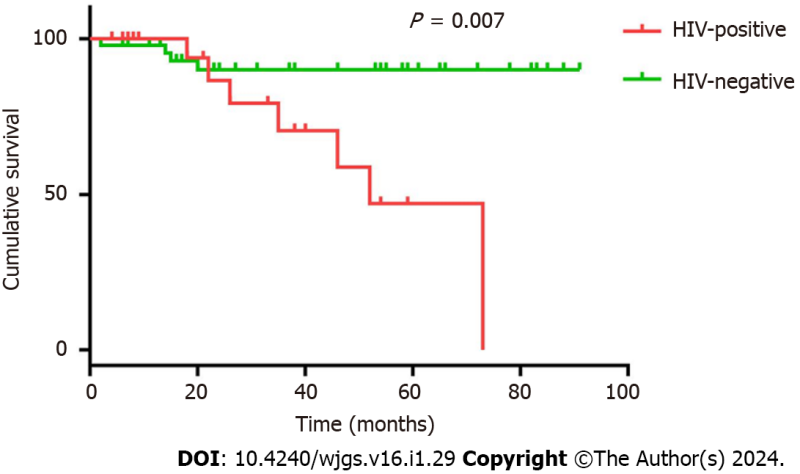 P = 0.007
HIV-positive
HIV-negative
Cumulative survival
100
50
0
0 20 40 60 80 100
Time (months)
DOI: 10.4240/wjgs.v16.i1.29 Copyright ©The Author(s) 2024.